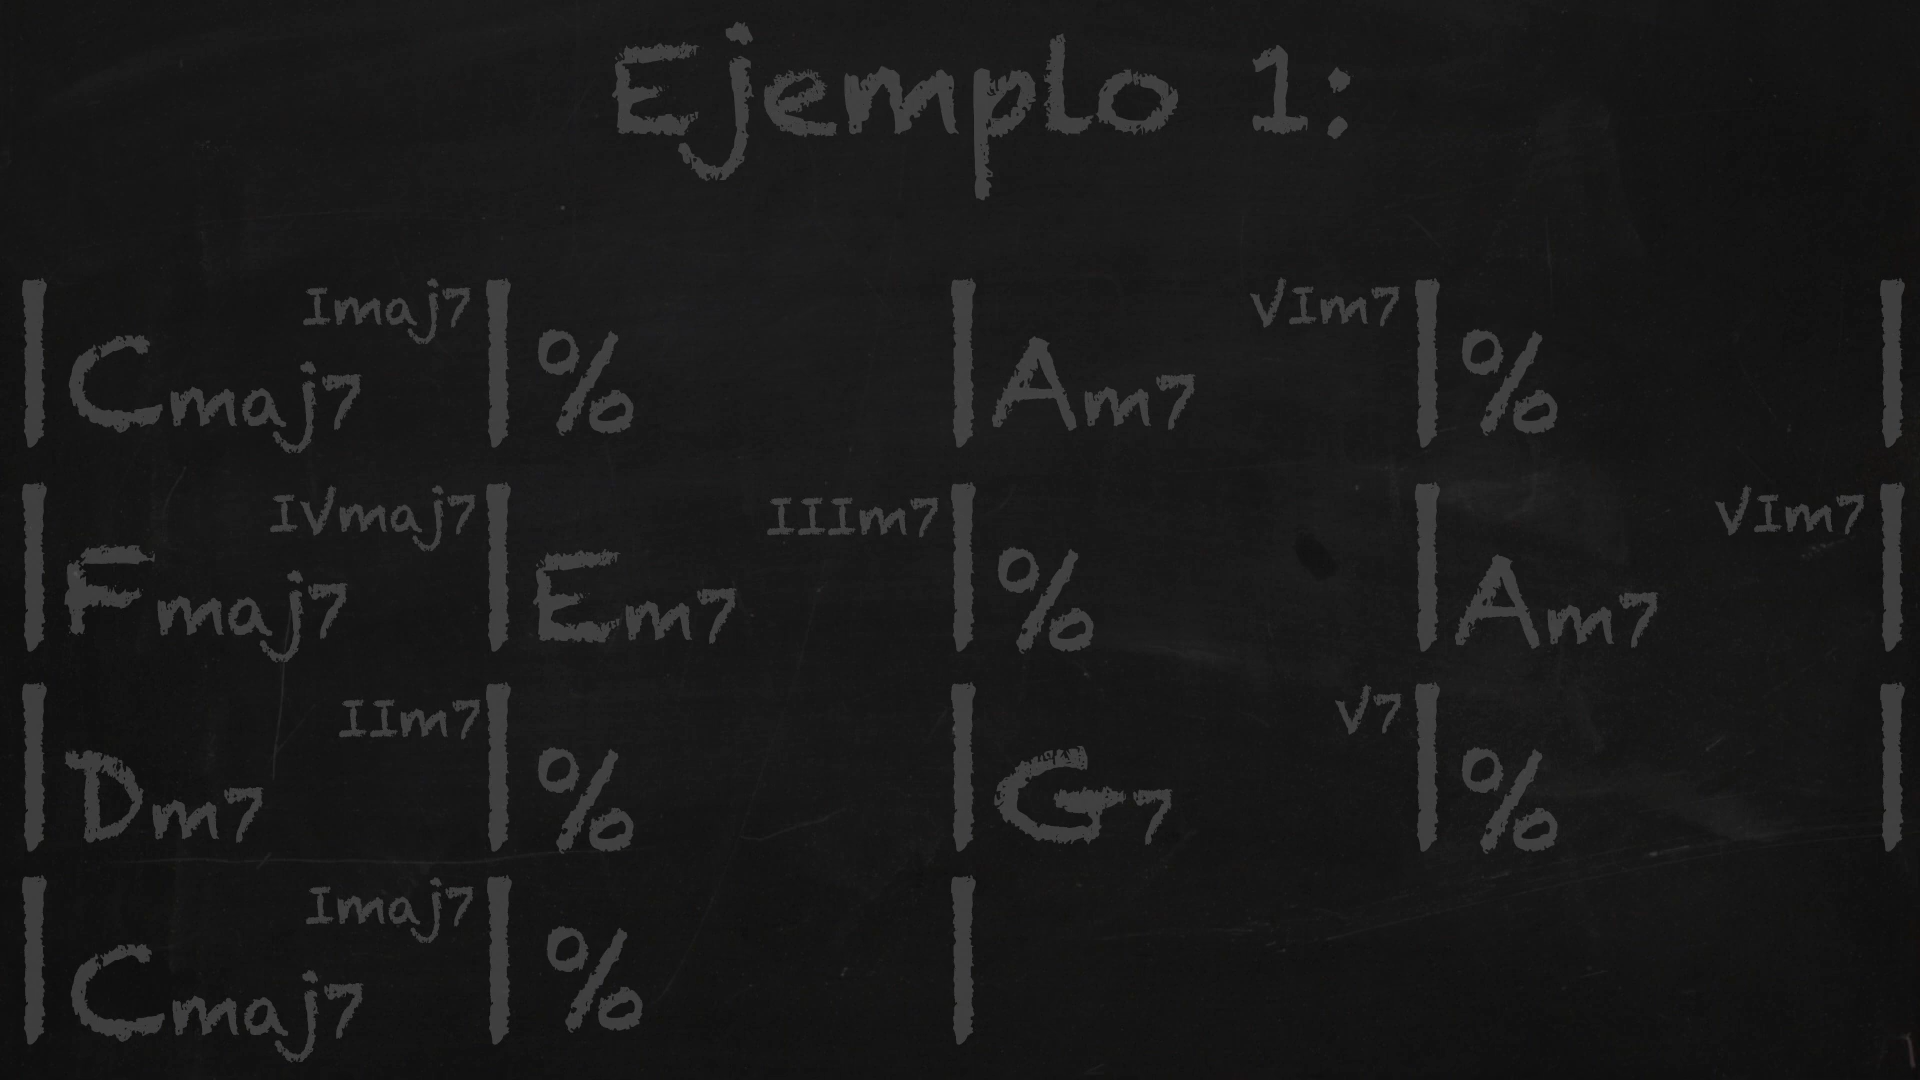 Ejemplo 1:
Imaj7 VIm7
| Cmaj7 | % | Am7 | % |
IVmaj7 IIIm7 VIm7
| Fmaj7 | Em7 | % | Am7 |
IIm7 V7
| Dm7 | % | G7 | % |
Imaj7
| Cmaj7 | % |